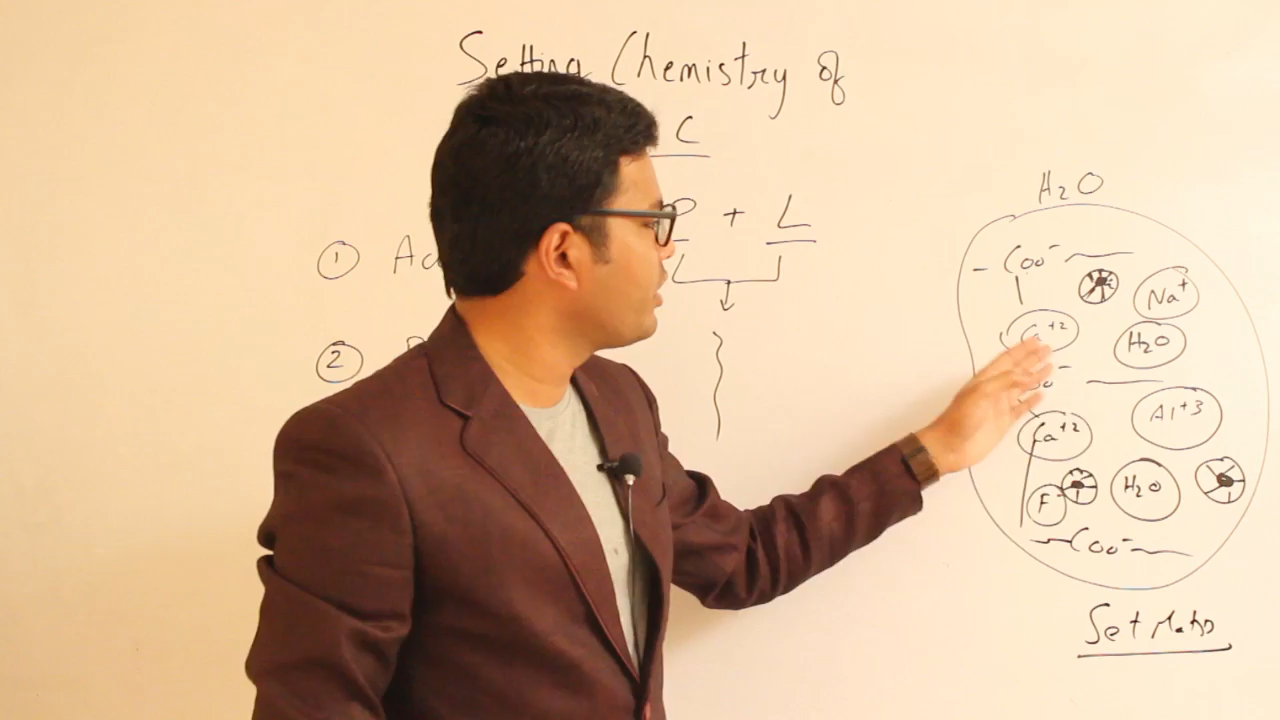 Setting Chemistry of
C
P + L
① Ac
②
H₂O
- Coo⁻
Na⁺
Ca⁺²
H₂O
Al⁺3
Ca⁺²
F⁻
H₂O
Coo⁻
Set